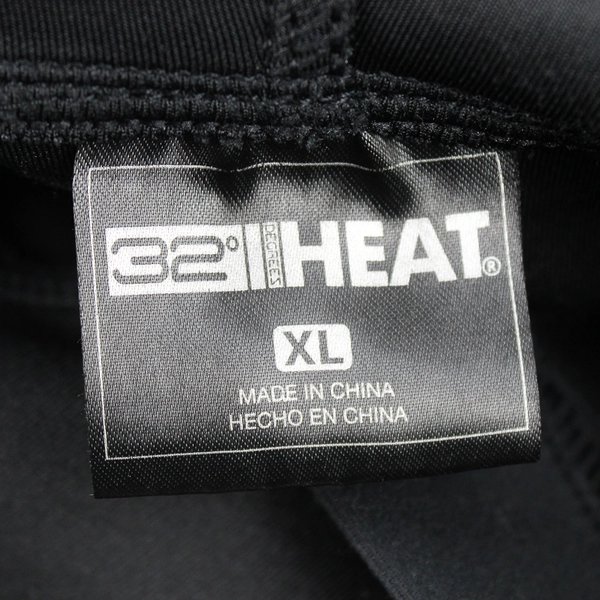 32° DEGREES HEAT®
XL
MADE IN CHINA
HECHO EN CHINA